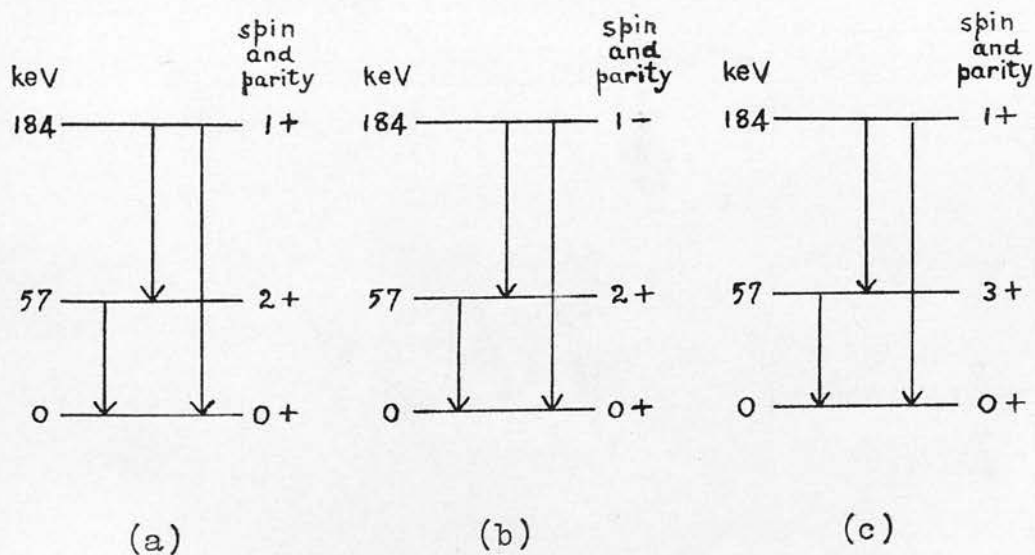 spin
and
parity
keV
184
1+
57
2+
0
0+
(a)
spin
and
parity
keV
184
1-
57
2+
0
0+
(b)
spin
and
parity
keV
184
1+
57
3+
0
0+
(c)